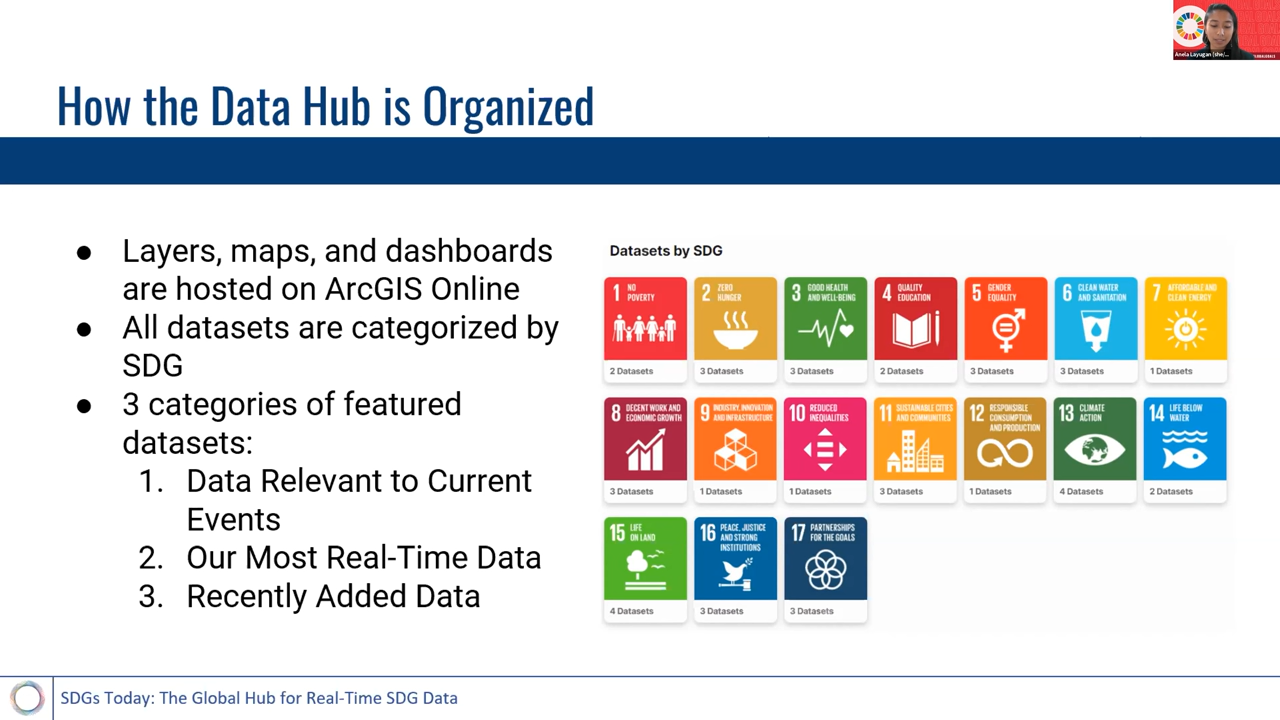 Anela Layugan (she/...
How the Data Hub is Organized
● Layers, maps, and dashboards
are hosted on ArcGIS Online
● All datasets are categorized by
SDG
● 3 categories of featured
datasets:
1. Data Relevant to Current
Events
2. Our Most Real-Time Data
3. Recently Added Data
Datasets by SDG
1 NO
POVERTY
2 Datasets
2 ZERO
HUNGER
3 Datasets
3 GOOD HEALTH
AND WELL-BEING
3 Datasets
4 QUALITY
EDUCATION
2 Datasets
5 GENDER
EQUALITY
3 Datasets
6 CLEAN WATER
AND SANITATION
3 Datasets
7 AFFORDABLE AND
CLEAN ENERGY
1 Datasets
8 DECENT WORK AND
ECONOMIC GROWTH
3 Datasets
9 INDUSTRY, INNOVATION
AND INFRASTRUCTURE
1 Datasets
10 REDUCED
INEQUALITIES
1 Datasets
11 SUSTAINABLE CITIES
AND COMMUNITIES
3 Datasets
12 RESPONSIBLE
CONSUMPTION
AND PRODUCTION
1 Datasets
13 CLIMATE
ACTION
4 Datasets
14 LIFE BELOW
WATER
2 Datasets
15 LIFE
ON LAND
4 Datasets
16 PEACE, JUSTICE
AND STRONG
INSTITUTIONS
3 Datasets
17 PARTNERSHIPS
FOR THE GOALS
3 Datasets
SDGs Today: The Global Hub for Real-Time SDG Data